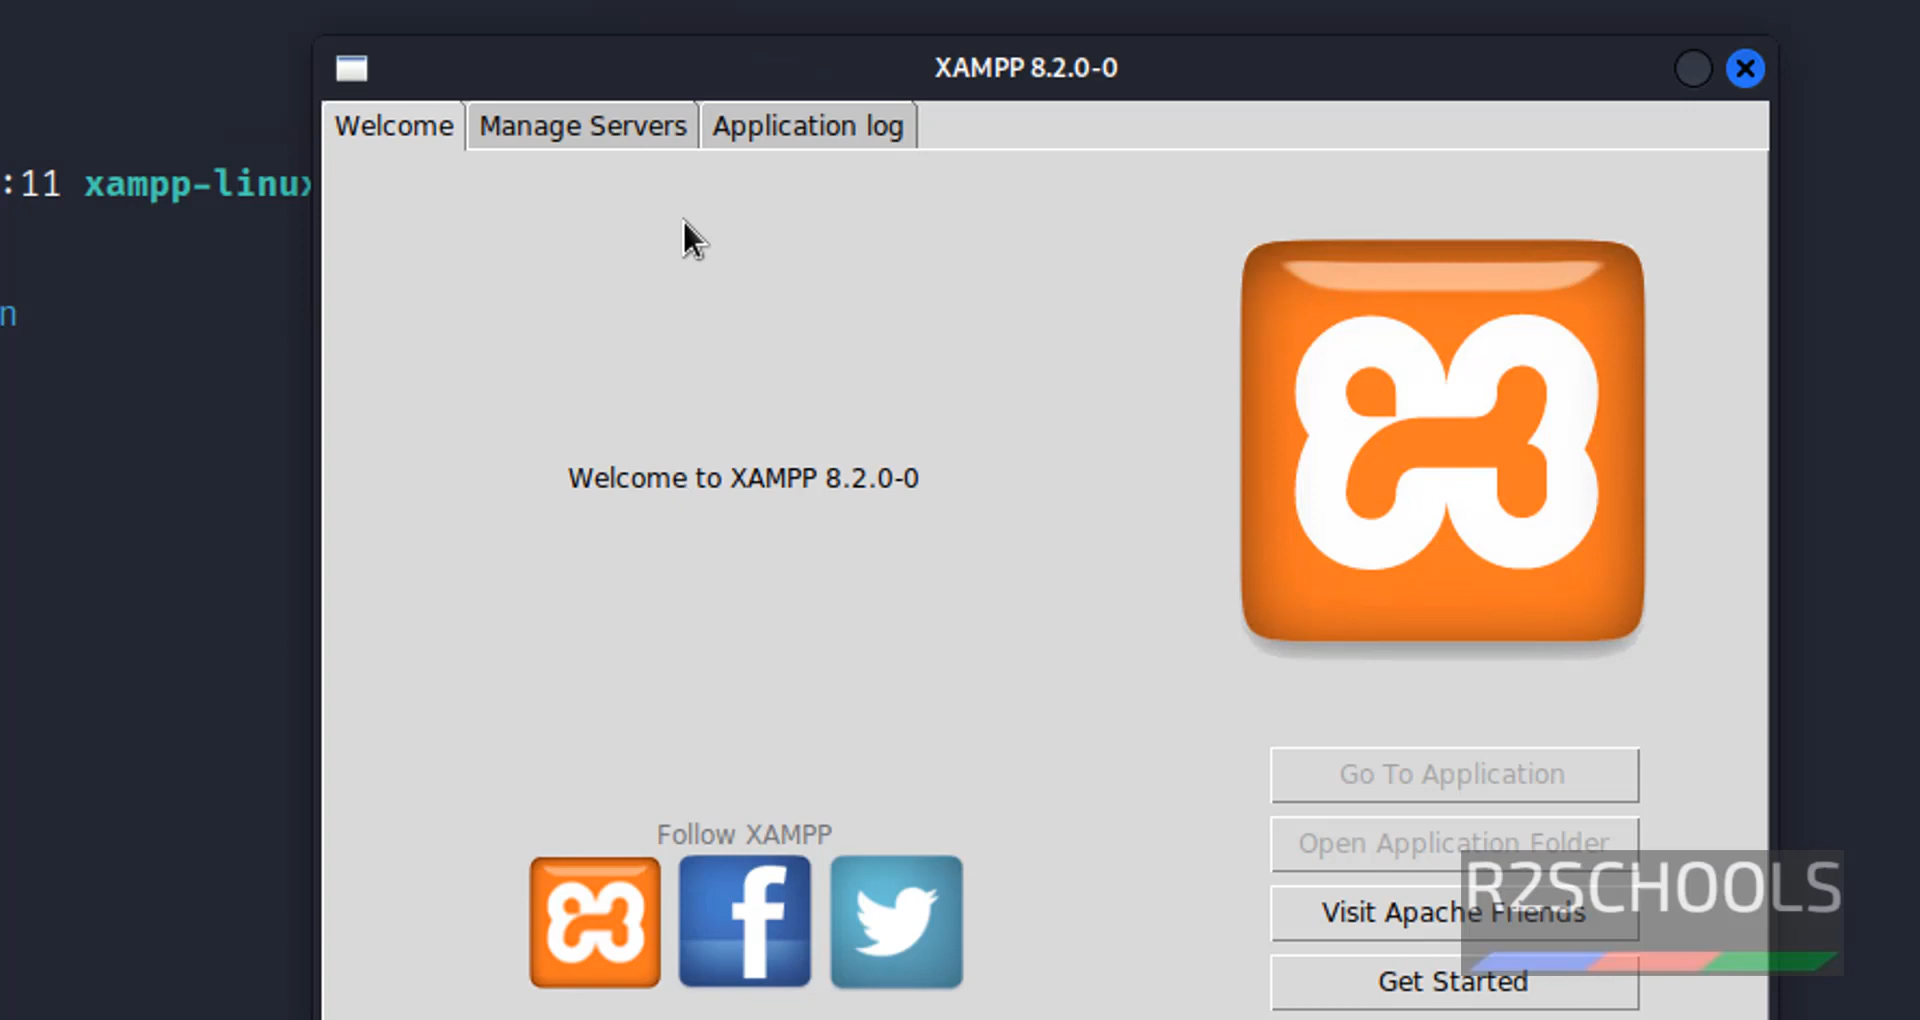 XAMPP 8.2.0-0
Welcome
Manage Servers
Application log
:11 xampp-linux
n
Welcome to XAMPP 8.2.0-0
Go To Application
Open Application Folder
Visit Apache Friends
Get Started
Follow XAMPP
R2SCHOOLS